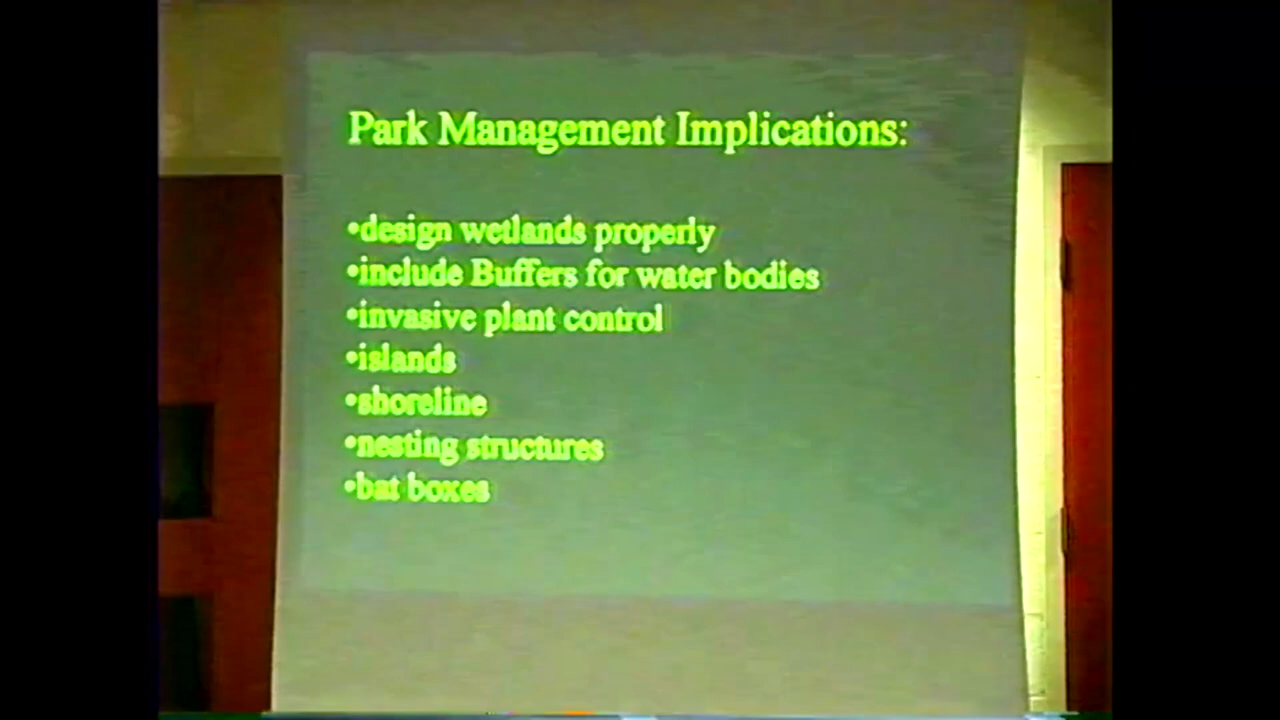 Park Management Implications:
•design wetlands properly
•include Buffers for water bodies
•invasive plant control
•islands
•shoreline
•nesting structures
•bat boxes